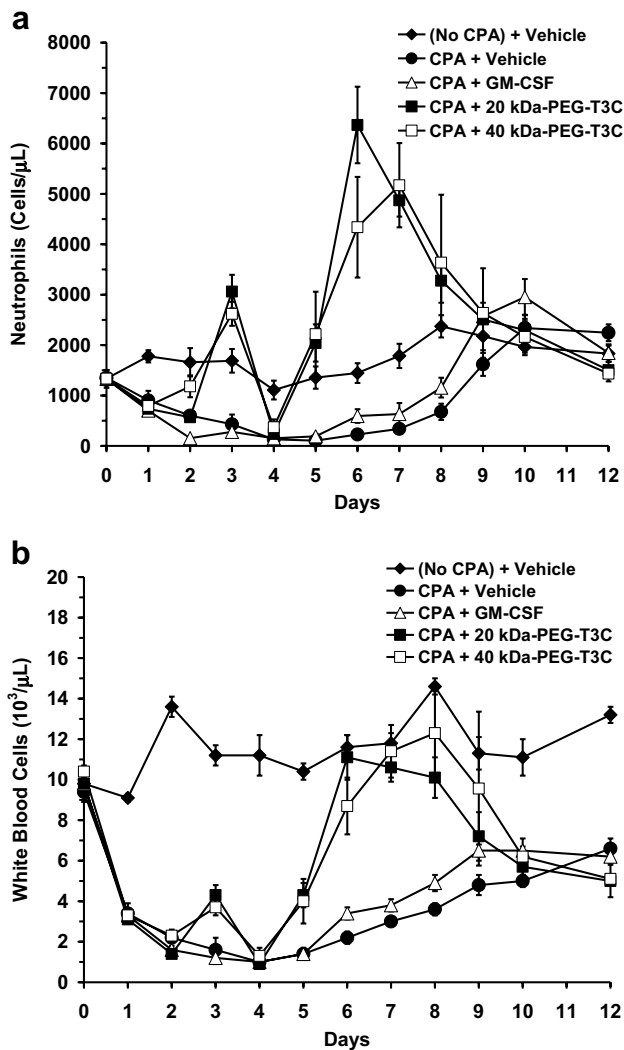 a
8000
7000
6000
5000
4000
3000
2000
1000
0
Neutrophils (Cells/μL)
(No CPA) + Vehicle
CPA + Vehicle
CPA + GM-CSF
CPA + 20 kDa-PEG-T3C
CPA + 40 kDa-PEG-T3C
0 1 2 3 4 5 6 7 8 9 10 11 12
Days
b
20
18
16
14
12
10
8
6
4
2
0
White Blood Cells (10³/μL)
(No CPA) + Vehicle
CPA + Vehicle
CPA + GM-CSF
CPA + 20 kDa-PEG-T3C
CPA + 40 kDa-PEG-T3C
0 1 2 3 4 5 6 7 8 9 10 11 12
Days